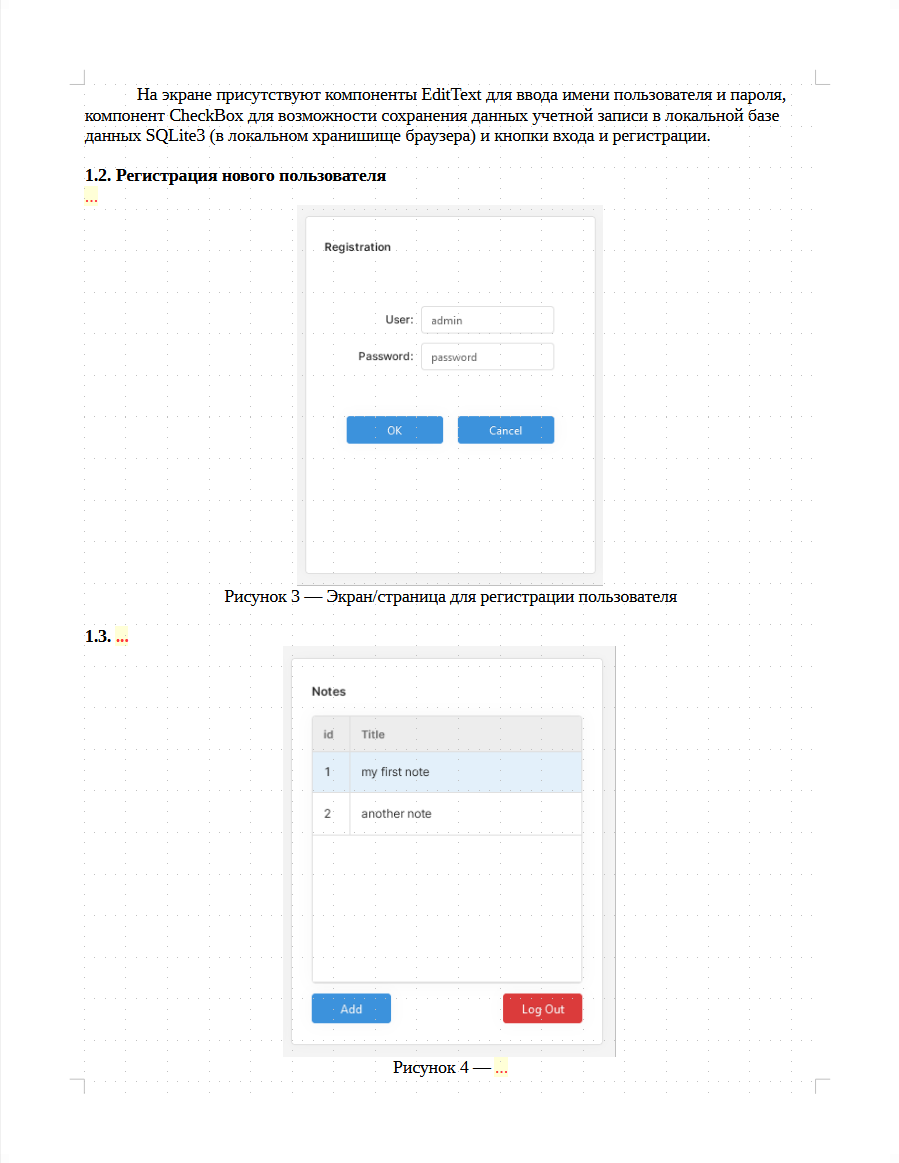 На экране присутствуют компоненты EditText для ввода имени пользователя и пароля,
компонент CheckBox для возможности сохранения данных учетной записи в локальной базе
данных SQLite3 (в локальном хранишище браузера) и кнопки входа и регистрации.
1.2. Регистрация нового пользователя
...
Registration
User: admin
Password: password
OK Cancel
Рисунок 3 — Экран/страница для регистрации пользователя
1.3. ...
Notes
id Title
1 my first note
2 another note
Add Log Out
Рисунок 4 — ...